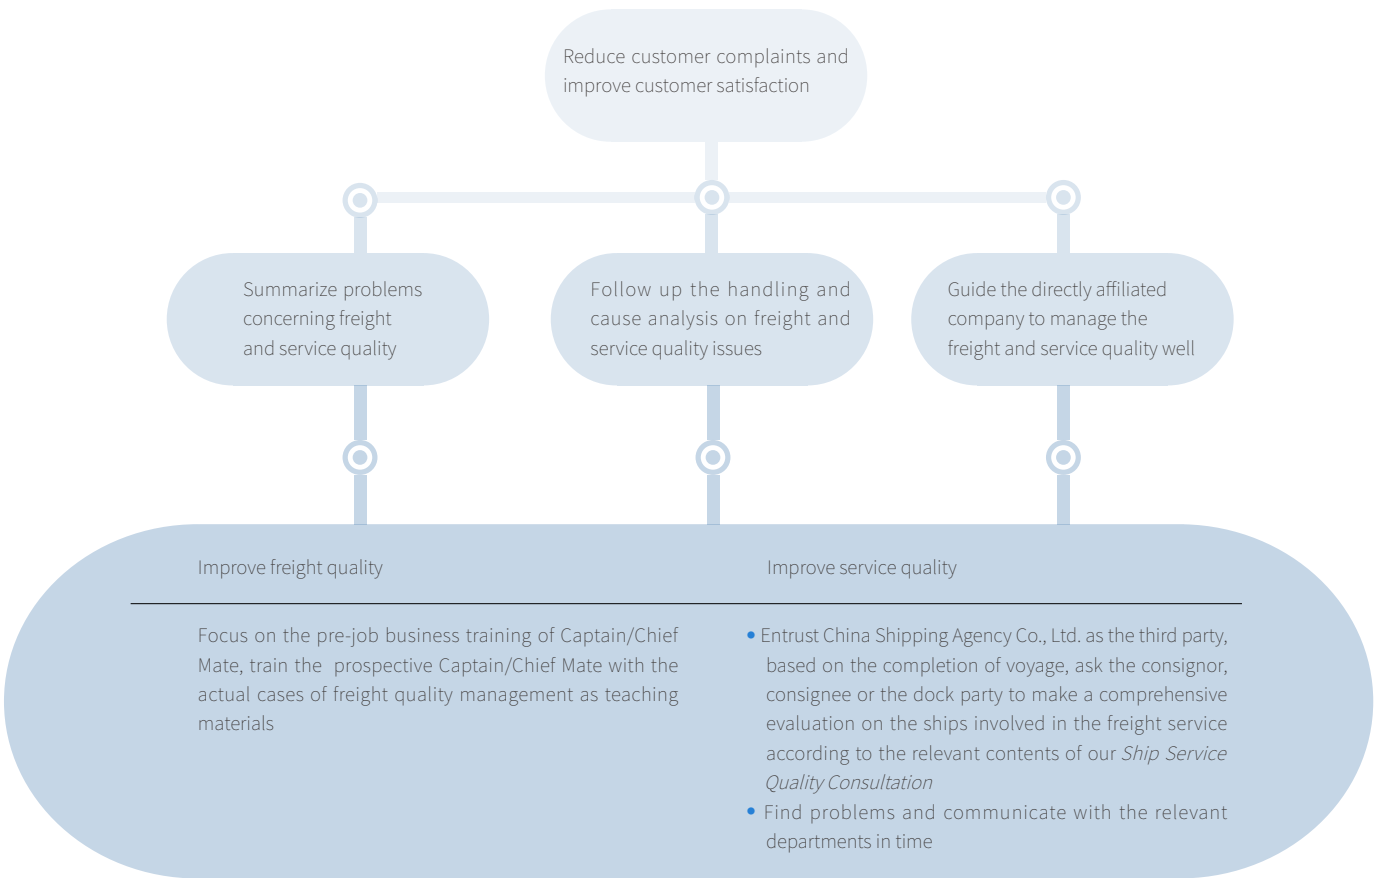 Reduce customer complaints and
improve customer satisfaction
Summarize problems
concerning freight
and service quality
Follow up the handling and
cause analysis on freight and
service quality issues
Guide the directly affiliated
company to manage the
freight and service quality well
Improve freight quality
Improve service quality
Focus on the pre-job business training of Captain/Chief
Mate, train the prospective Captain/Chief Mate with the
actual cases of freight quality management as teaching
materials
• Entrust China Shipping Agency Co., Ltd. as the third party,
based on the completion of voyage, ask the consignor,
consignee or the dock party to make a comprehensive
evaluation on the ships involved in the freight service
according to the relevant contents of our Ship Service
Quality Consultation
• Find problems and communicate with the relevant
departments in time